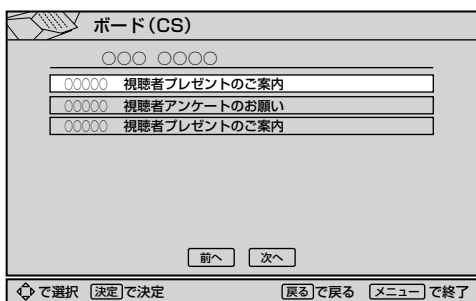 ボード（CS）
○○○ ○○○○
○○○○○ 視聴者プレゼントのご案内
○○○○○ 視聴者アンケートのお願い
○○○○○ 視聴者プレゼントのご案内
前へ 次へ
で選択 決定で決定 戻るで戻る メニューで終了